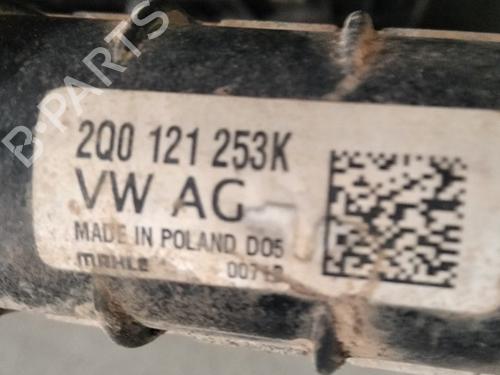 B-PARTS
2Q0 121 253K
VW AG
MADE IN POLAND D05
MAHLE